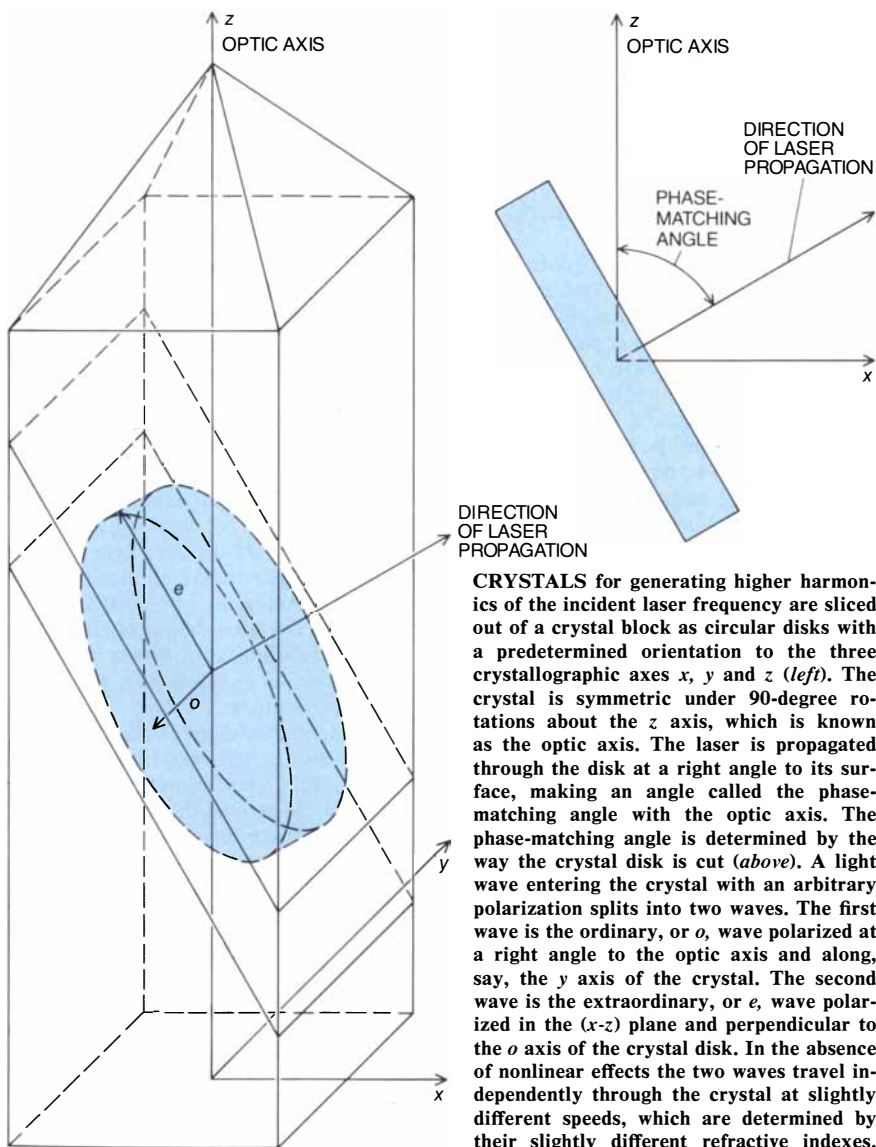 z
OPTIC AXIS
e
o
DIRECTION
OF LASER
PROPAGATION
y
x
z
OPTIC AXIS
DIRECTION
OF LASER
PROPAGATION
PHASE-
MATCHING
ANGLE
x
CRYSTALS for generating higher harmon-
ics of the incident laser frequency are sliced
out of a crystal block as circular disks with
a predetermined orientation to the three
crystallographic axes x, y and z (left). The
crystal is symmetric under 90-degree ro-
tations about the z axis, which is known
as the optic axis. The laser is propagated
through the disk at a right angle to its sur-
face, making an angle called the phase-
matching angle with the optic axis. The
phase-matching angle is determined by the
way the crystal disk is cut (above). A light
wave entering the crystal with an arbitrary
polarization splits into two waves. The first
wave is the ordinary, or o, wave polarized at
a right angle to the optic axis and along,
say, the y axis of the crystal. The second
wave is the extraordinary, or e, wave polar-
ized in the (x-z) plane and perpendicular to
the o axis of the crystal disk. In the absence
of nonlinear effects the two waves travel in-
dependently through the crystal at slightly
different speeds, which are determined by
their slightly different refractive indexes.